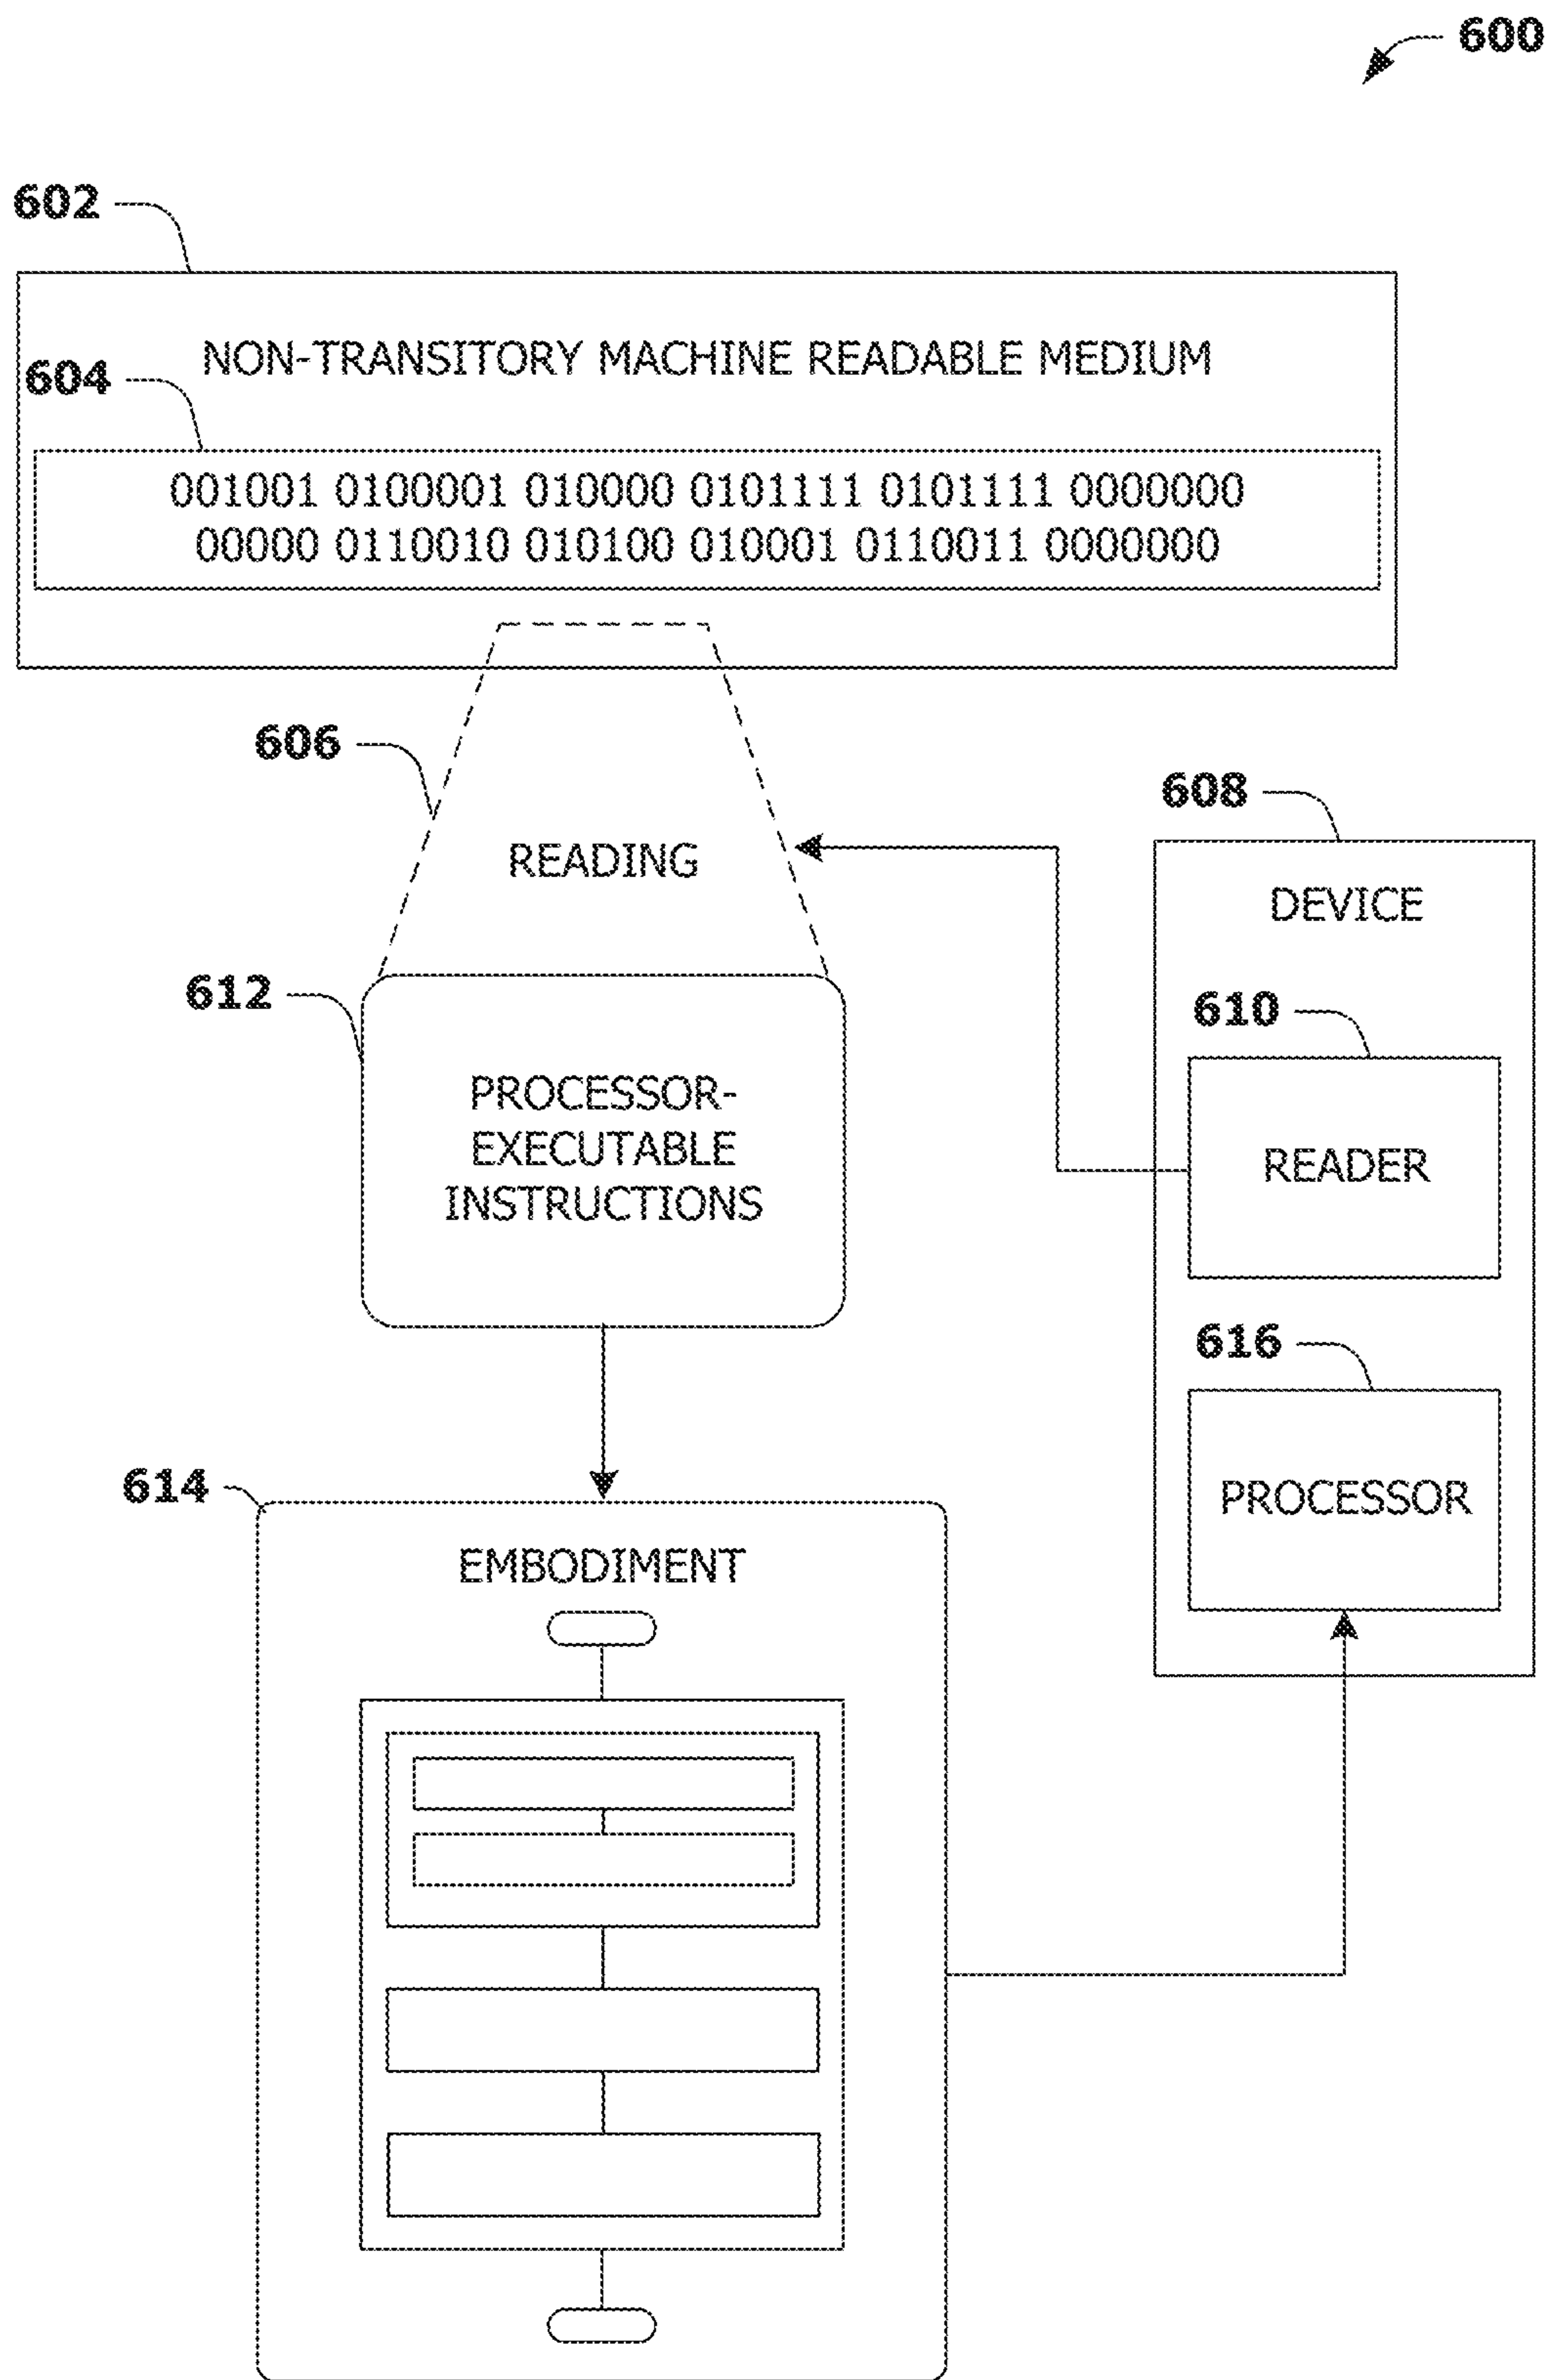 600
602
NON-TRANSITORY MACHINE READABLE MEDIUM
604
001001 0100001 010000 0101111 0101111 0000000
00000 0110010 010100 010001 0110011 0000000
606
READING
608
DEVICE
610
READER
612
PROCESSOR-
EXECUTABLE
INSTRUCTIONS
616
PROCESSOR
614
EMBODIMENT